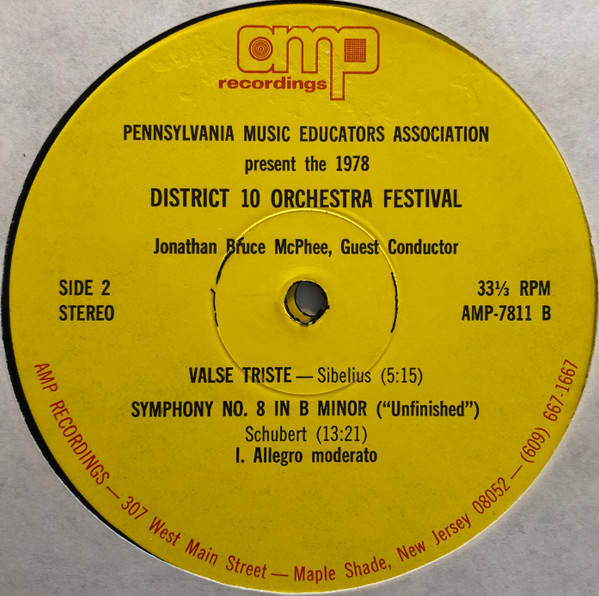 amp
recordings
PENNSYLVANIA MUSIC EDUCATORS ASSOCIATION
present the 1978
DISTRICT 10 ORCHESTRA FESTIVAL
Jonathan Bruce McPhee, Guest Conductor
SIDE 2
STEREO
33⅓ RPM
AMP-7811 B
VALSE TRISTE — Sibelius (5:15)
SYMPHONY NO. 8 IN B MINOR ("Unfinished")
Schubert (13:21)
I. Allegro moderato
AMP RECORDINGS — 307 West Main Street — Maple Shade, New Jersey 08052 — (609) 667-1667